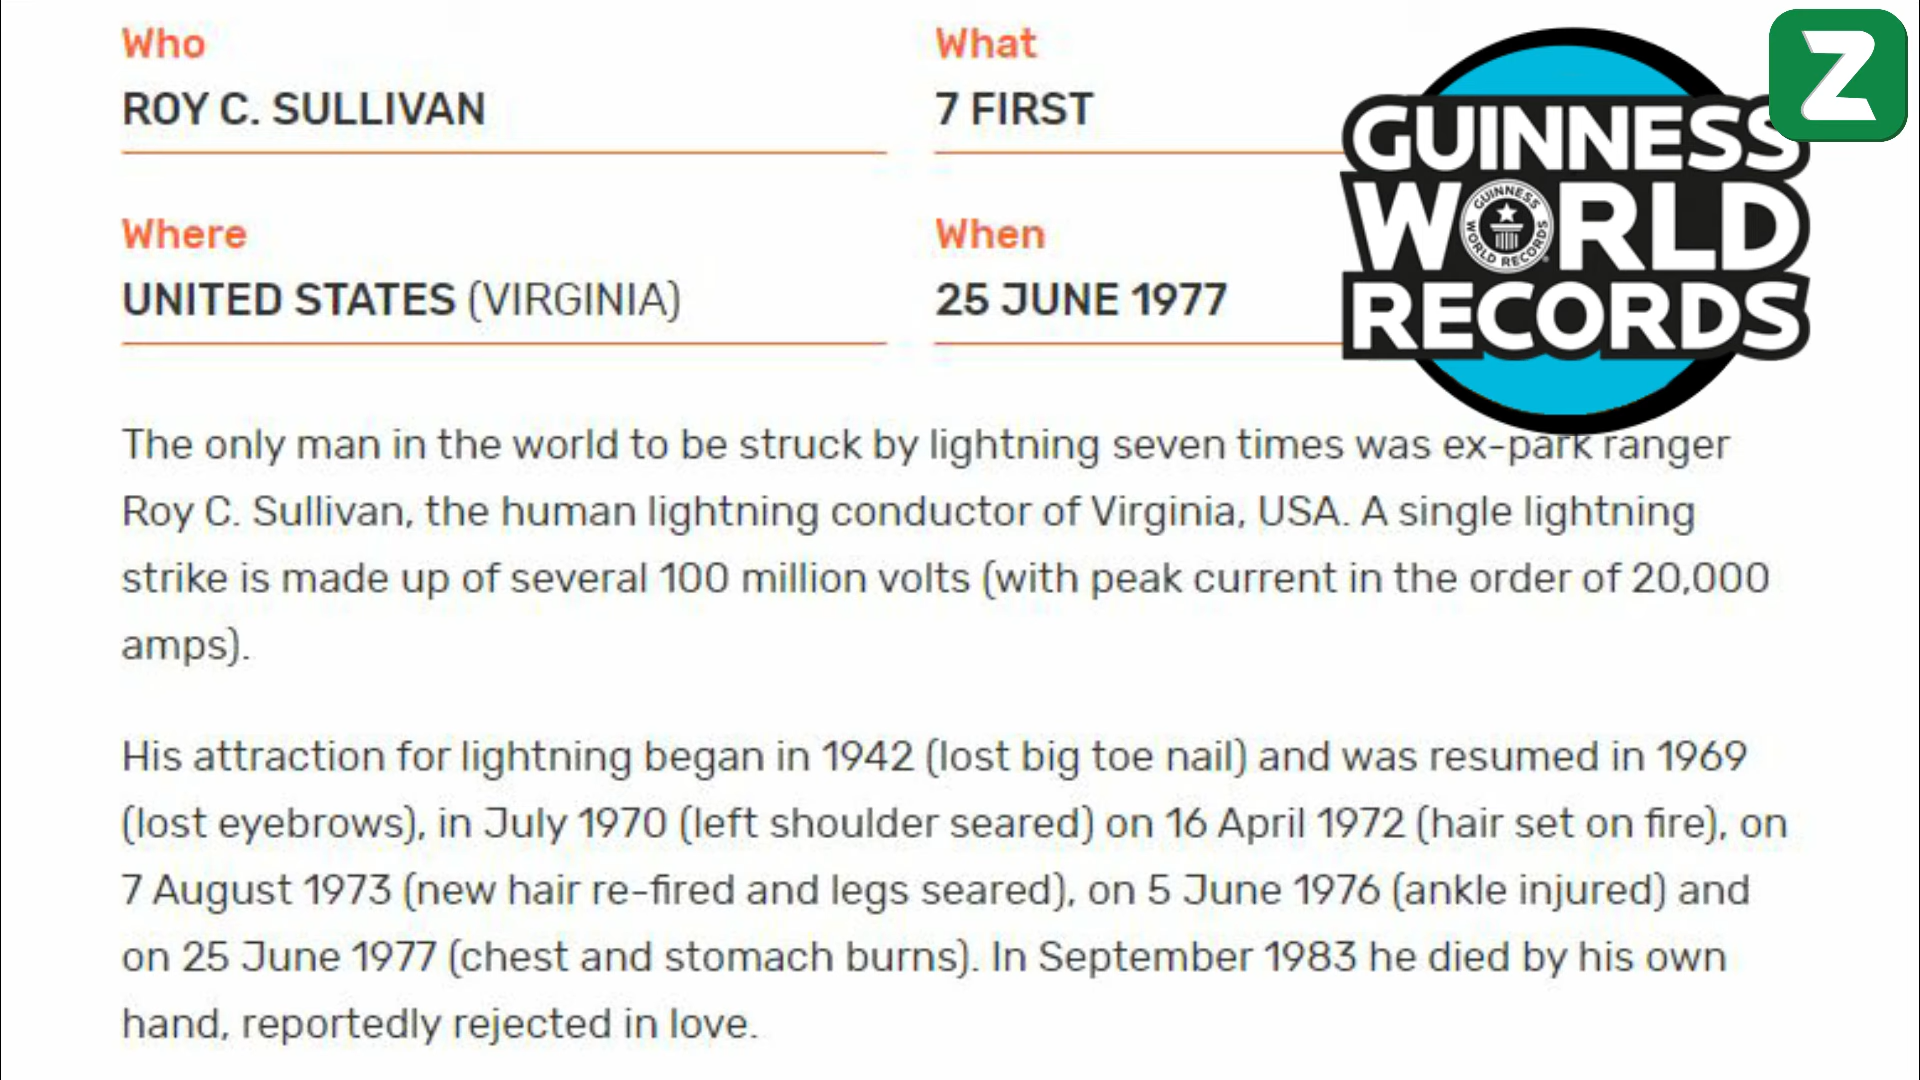 Who
ROY C. SULLIVAN
What
7 FIRST
Where
UNITED STATES (VIRGINIA)
When
25 JUNE 1977
GUINNESS
WORLD
RECORDS
GUINNESS
WORLD RECORDS
Z
The only man in the world to be struck by lightning seven times was ex-park ranger
Roy C. Sullivan, the human lightning conductor of Virginia, USA. A single lightning
strike is made up of several 100 million volts (with peak current in the order of 20,000
amps).
His attraction for lightning began in 1942 (lost big toe nail) and was resumed in 1969
(lost eyebrows), in July 1970 (left shoulder seared) on 16 April 1972 (hair set on fire), on
7 August 1973 (new hair re-fired and legs seared), on 5 June 1976 (ankle injured) and
on 25 June 1977 (chest and stomach burns). In September 1983 he died by his own
hand, reportedly rejected in love.